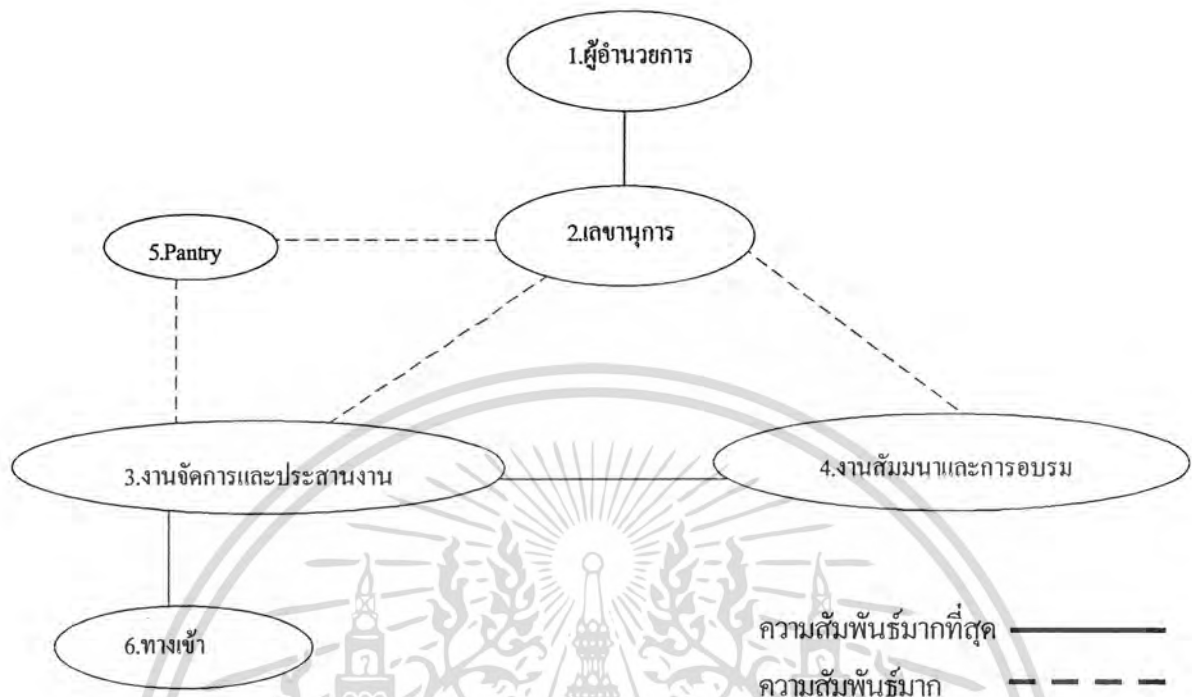 1.ผู้อำนวยการ
2.เลขานุการ
5.Pantry
3.งานจัดการและประสานงาน
4.งานสัมมนาและการอบรม
6.ทางเข้า
ความสัมพันธ์มากที่สุด
ความสัมพันธ์มาก